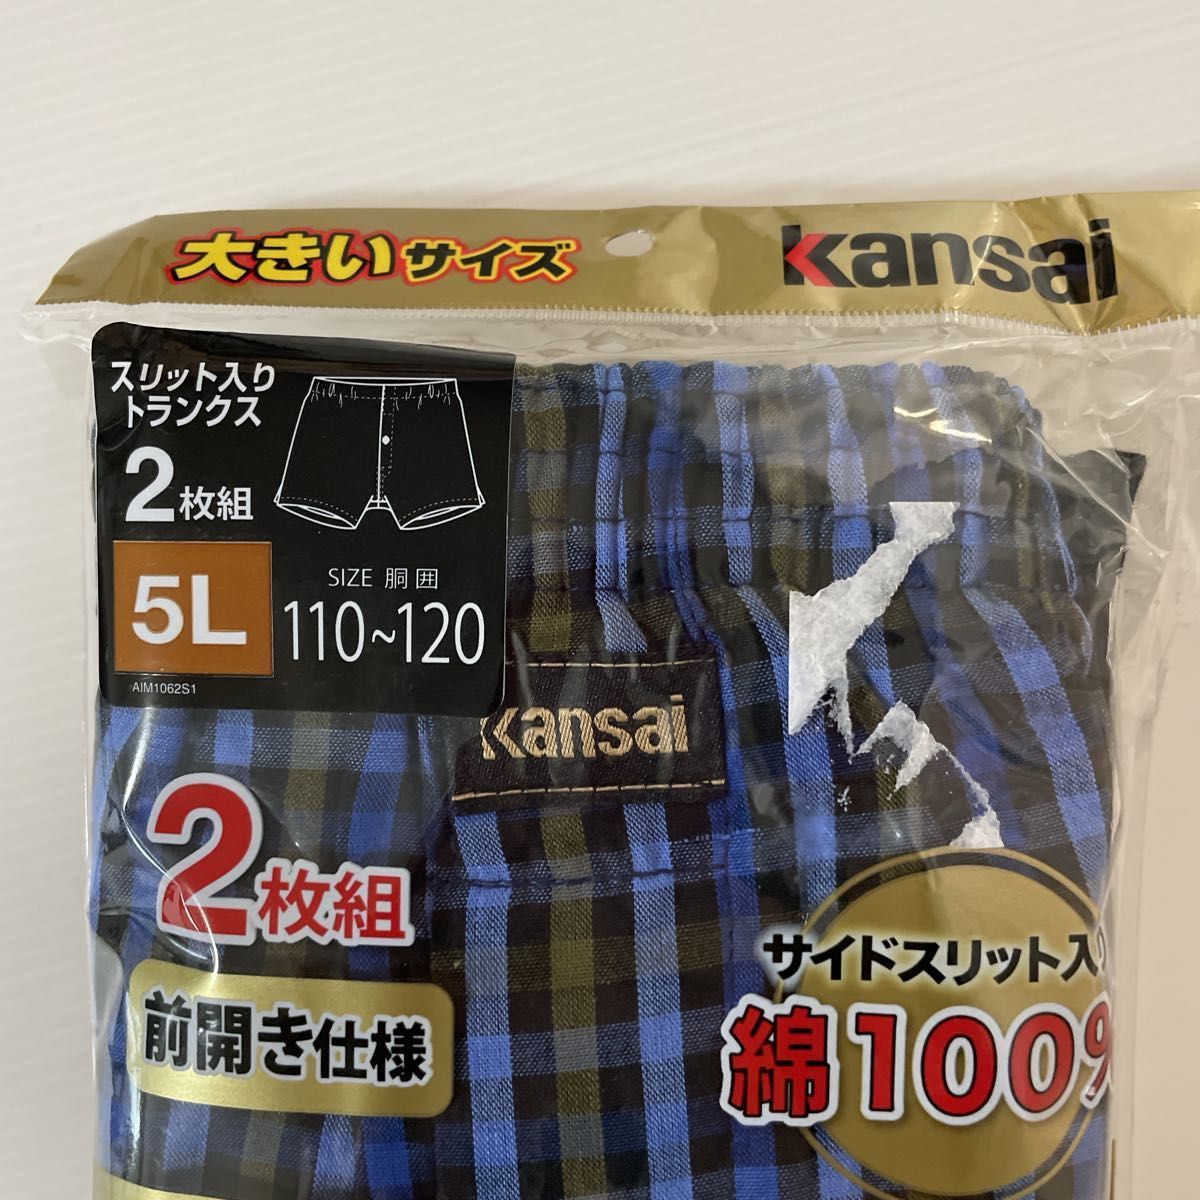 大きいサイズ
Kansai
スリット入り
トランクス
2枚組
5L
SIZE 胴囲
110~120
AIM1062S1
Kansai
2枚組
前開き仕様
サイドスリット入り
綿100%